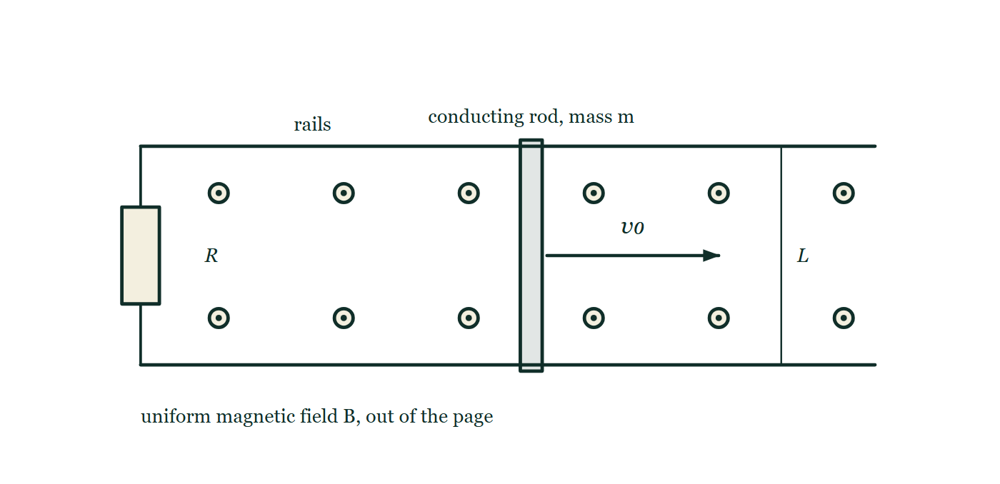 conducting rod, mass m
rails
v0
R
L
uniform magnetic field B, out of the page